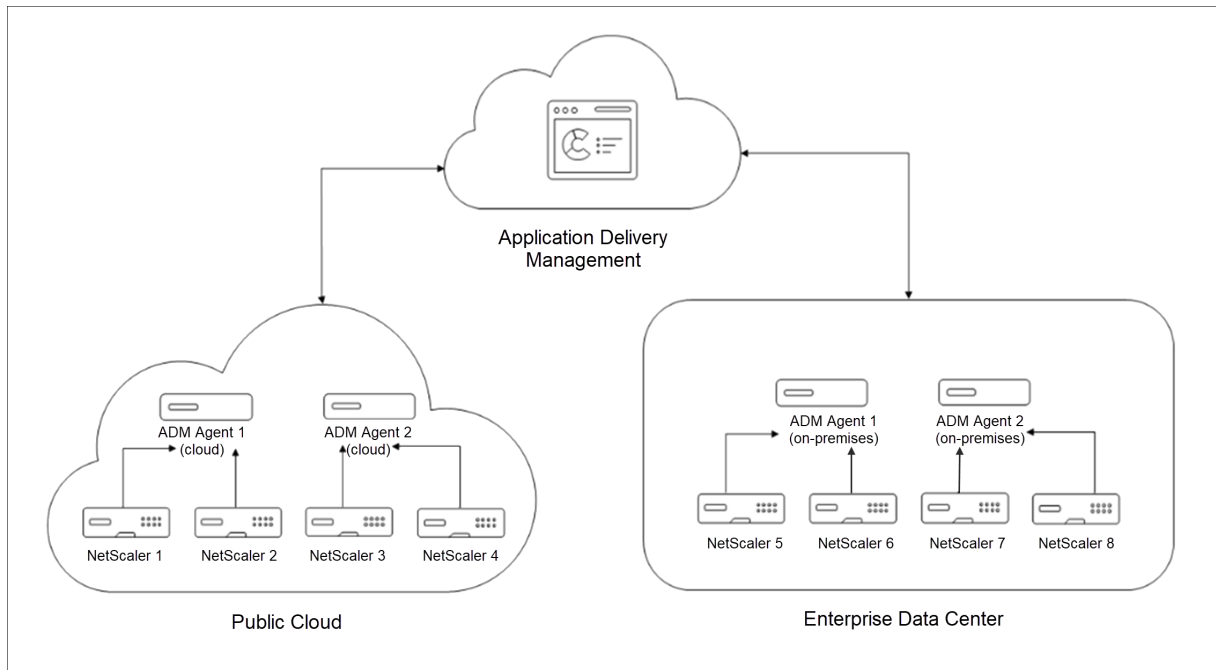 Application Delivery
Management
ADM Agent 1
(cloud)
ADM Agent 2
(cloud)
NetScaler 1
NetScaler 2
NetScaler 3
NetScaler 4
Public Cloud
ADM Agent 1
(on-premises)
ADM Agent 2
(on-premises)
NetScaler 5
NetScaler 6
NetScaler 7
NetScaler 8
Enterprise Data Center